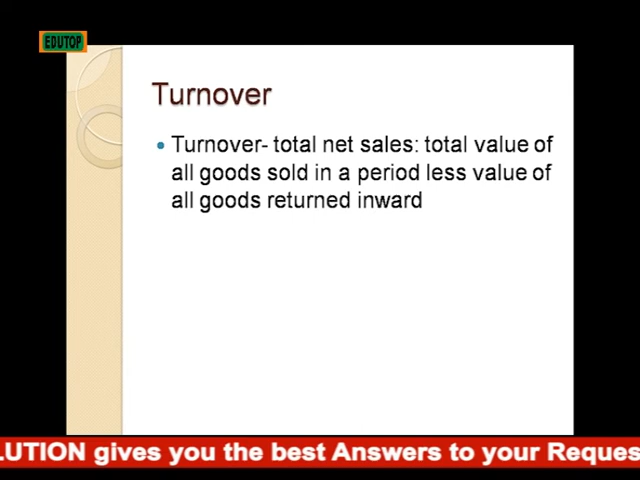 EDUTOP
Turnover
Turnover- total net sales: total value of
all goods sold in a period less value of
all goods returned inward
LUTION gives you the best Answers to your Reques